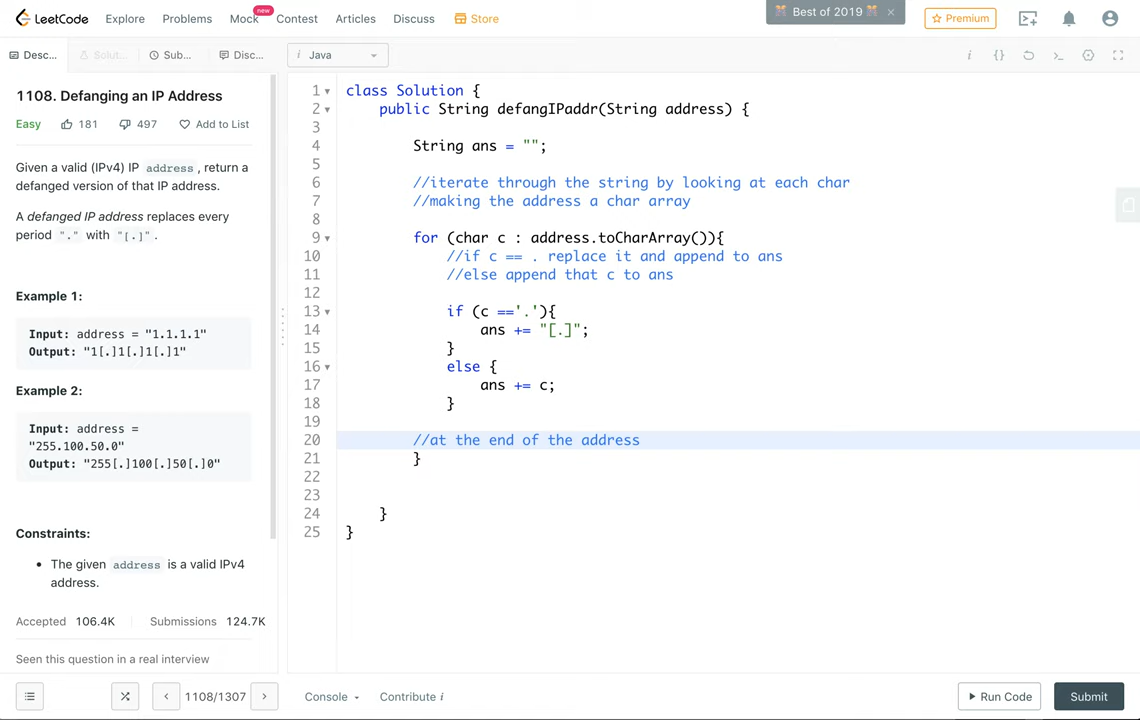 LeetCode Explore Problems Mock new Contest Articles Discuss Store Best of 2019 × Premium
Desc... Solut... Sub... Disc... i Java i {}
1108. Defanging an IP Address
Easy 181 497 Add to List
Given a valid (IPv4) IP address, return a
defanged version of that IP address.
A defanged IP address replaces every
period "." with "[.]".
Example 1:
Input: address = "1.1.1.1"
Output: "1[.]1[.]1[.]1"
Example 2:
Input: address =
"255.100.50.0"
Output: "255[.]100[.]50[.]0"
Constraints:
• The given address is a valid IPv4
address.
Accepted 106.4K Submissions 124.7K
Seen this question in a real interview
1 class Solution {
2 public String defangIPaddr(String address) {
3
4 String ans = "";
5
6 //iterate through the string by looking at each char
7 //making the address a char array
8
9 for (char c : address.toCharArray()){
10 //if c == . replace it and append to ans
11 //else append that c to ans
12
13 if (c =='.'){
14 ans += "[.]";
15 }
16 else {
17 ans += c;
18 }
19
20 //at the end of the address
21 }
22
23
24 }
25 }
1108/1307 Console Contribute i Run Code Submit